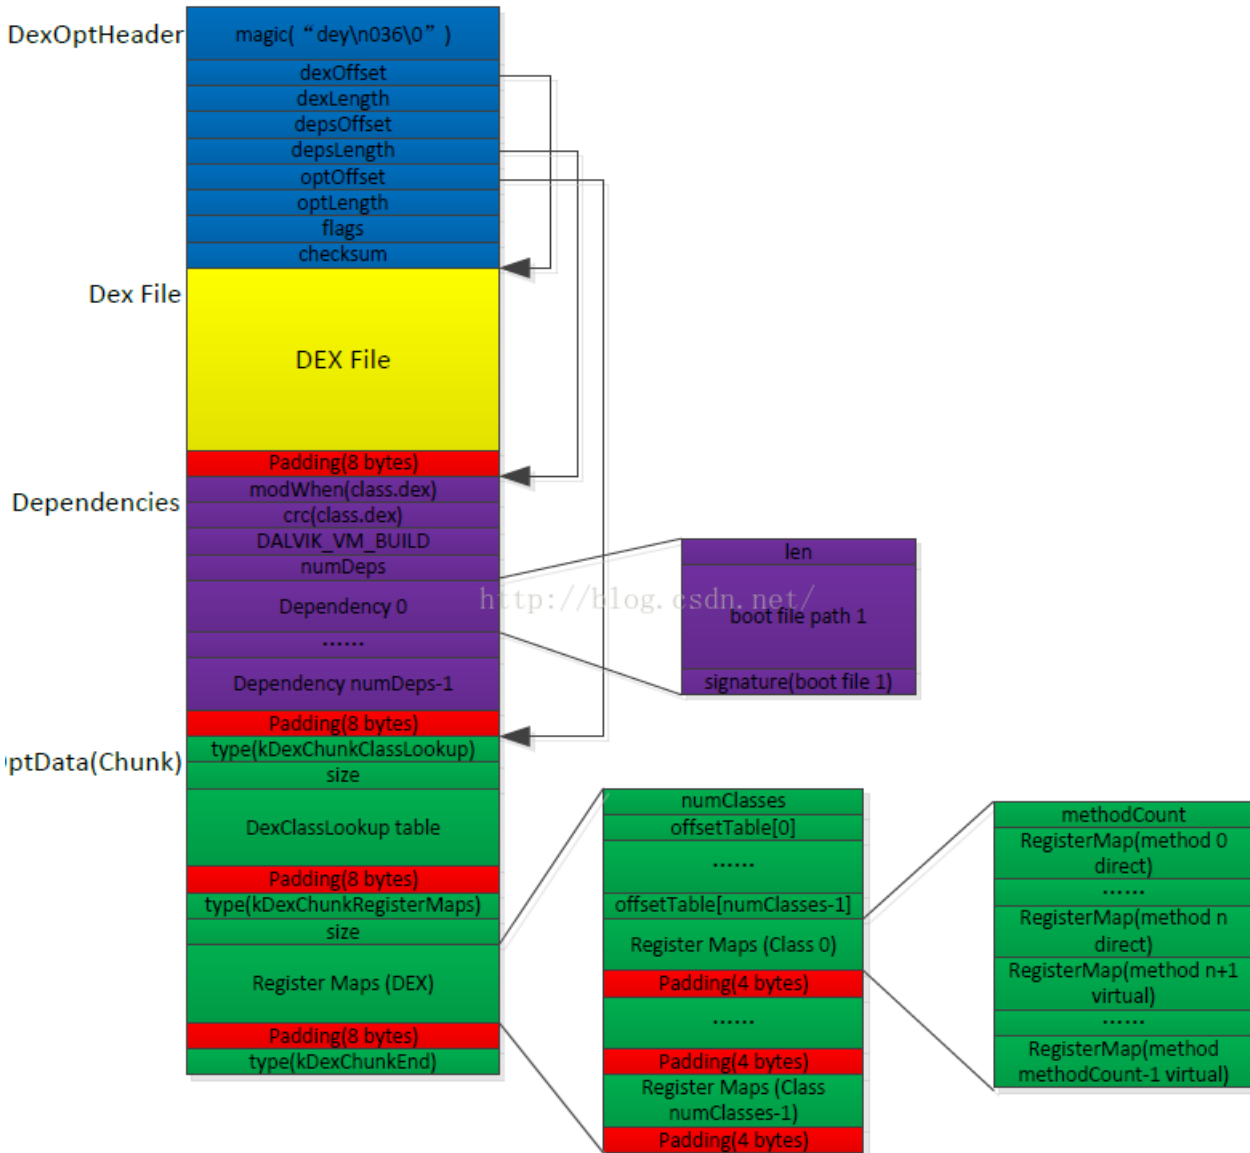 DexOptHeader
magic( “dey\n036\0” )
dexOffset
dexLength
depsOffset
depsLength
optOffset
optLength
flags
checksum
Dex File
DEX File
Padding(8 bytes)
Dependencies
modWhen(class.dex)
crc(class.dex)
DALVIK_VM_BUILD
numDeps
Dependency 0
......
Dependency numDeps-1
Padding(8 bytes)
ptData(Chunk)
type(kDexChunkClassLookup)
size
DexClassLookup table
Padding(8 bytes)
type(kDexChunkRegisterMaps)
size
Register Maps (DEX)
Padding(8 bytes)
type(kDexChunkEnd)
len
boot file path 1
signature(boot file 1)
http://blog.csdn.net/
numClasses
offsetTable[0]
......
offsetTable[numClasses-1]
Register Maps (Class 0)
Padding(4 bytes)
......
Padding(4 bytes)
Register Maps (Class
numClasses-1)
Padding(4 bytes)
methodCount
RegisterMap(method 0
direct)
......
RegisterMap(method n
direct)
RegisterMap(method n+1
virtual)
......
RegisterMap(method
methodCount-1 virtual)